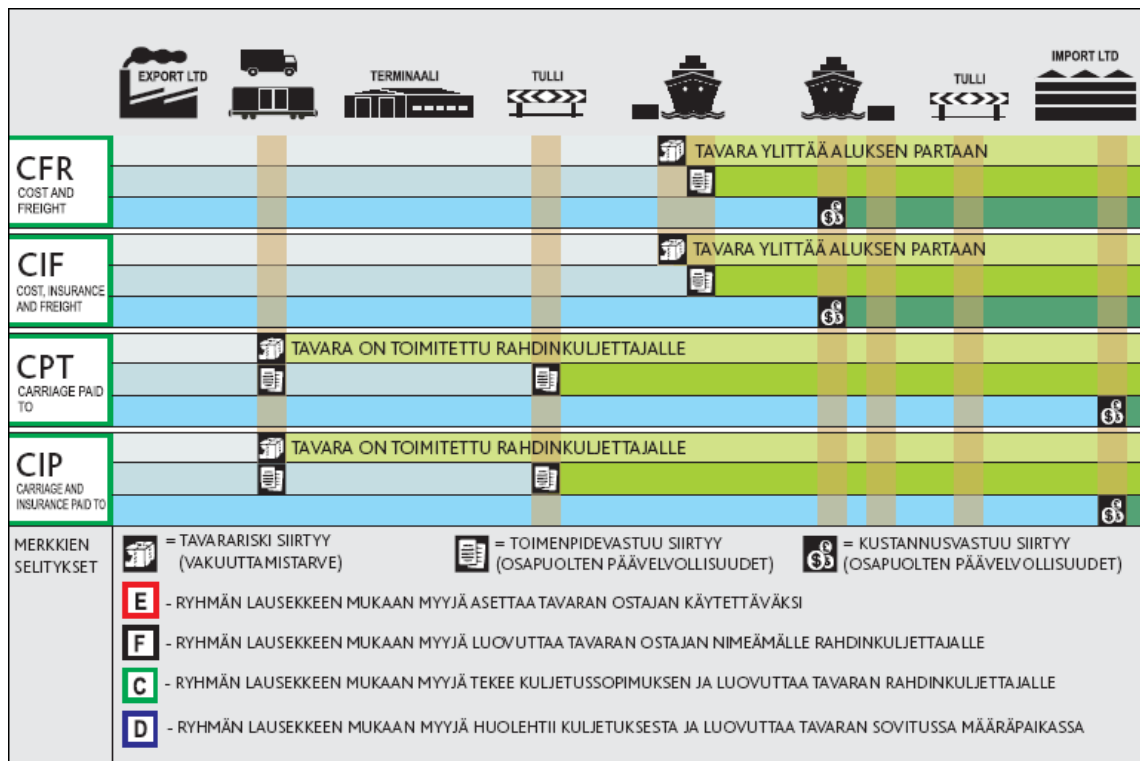 EXPORT LTD
TERMINAALI
TULLI
TULLI
IMPORT LTD
CFR
COST AND
FREIGHT
TAVARA YLITTÄÄ ALUKSEN PARTAAN
CIF
COST, INSURANCE
AND FREIGHT
TAVARA YLITTÄÄ ALUKSEN PARTAAN
CPT
CARRIAGE PAID
TO
TAVARA ON TOIMITETTU RAHDINKULJETTAJALLE
CIP
CARRIAGE AND
INSURANCE PAID TO
TAVARA ON TOIMITETTU RAHDINKULJETTAJALLE
MERKKIEN
SELITYKSET
= TAVARARISKI SIIRTYY
(VAKUUTTAMISTARVE)
= TOIMENPIDEVASTUU SIIRTYY
(OSAPUOLTEN PÄÄVELVOLLISUUDET)
= KUSTANNUSVASTUU SIIRTYY
(OSAPUOLTEN PÄÄVELVOLLISUUDET)
E - RYHMÄN LAUSEKKEEN MUKAAN MYYJÄ ASETTAA TAVARAN OSTAJAN KÄYTETTÄVÄKSI
F - RYHMÄN LAUSEKKEEN MUKAAN MYYJÄ LUOVUTTAA TAVARAN OSTAJAN NIMEÄMÄLLE RAHDINKULJETTAJALLE
C - RYHMÄN LAUSEKKEEN MUKAAN MYYJÄ TEKEE KULJETUSSOPIMUKSEN JA LUOVUTTAA TAVARAN RAHDINKULJETTAJALLE
D - RYHMÄN LAUSEKKEEN MUKAAN MYYJÄ HUOLEHTII KULJETUKSESTA JA LUOVUTTAA TAVARAN SOVITUSSA MÄÄRÄPAIKASSA